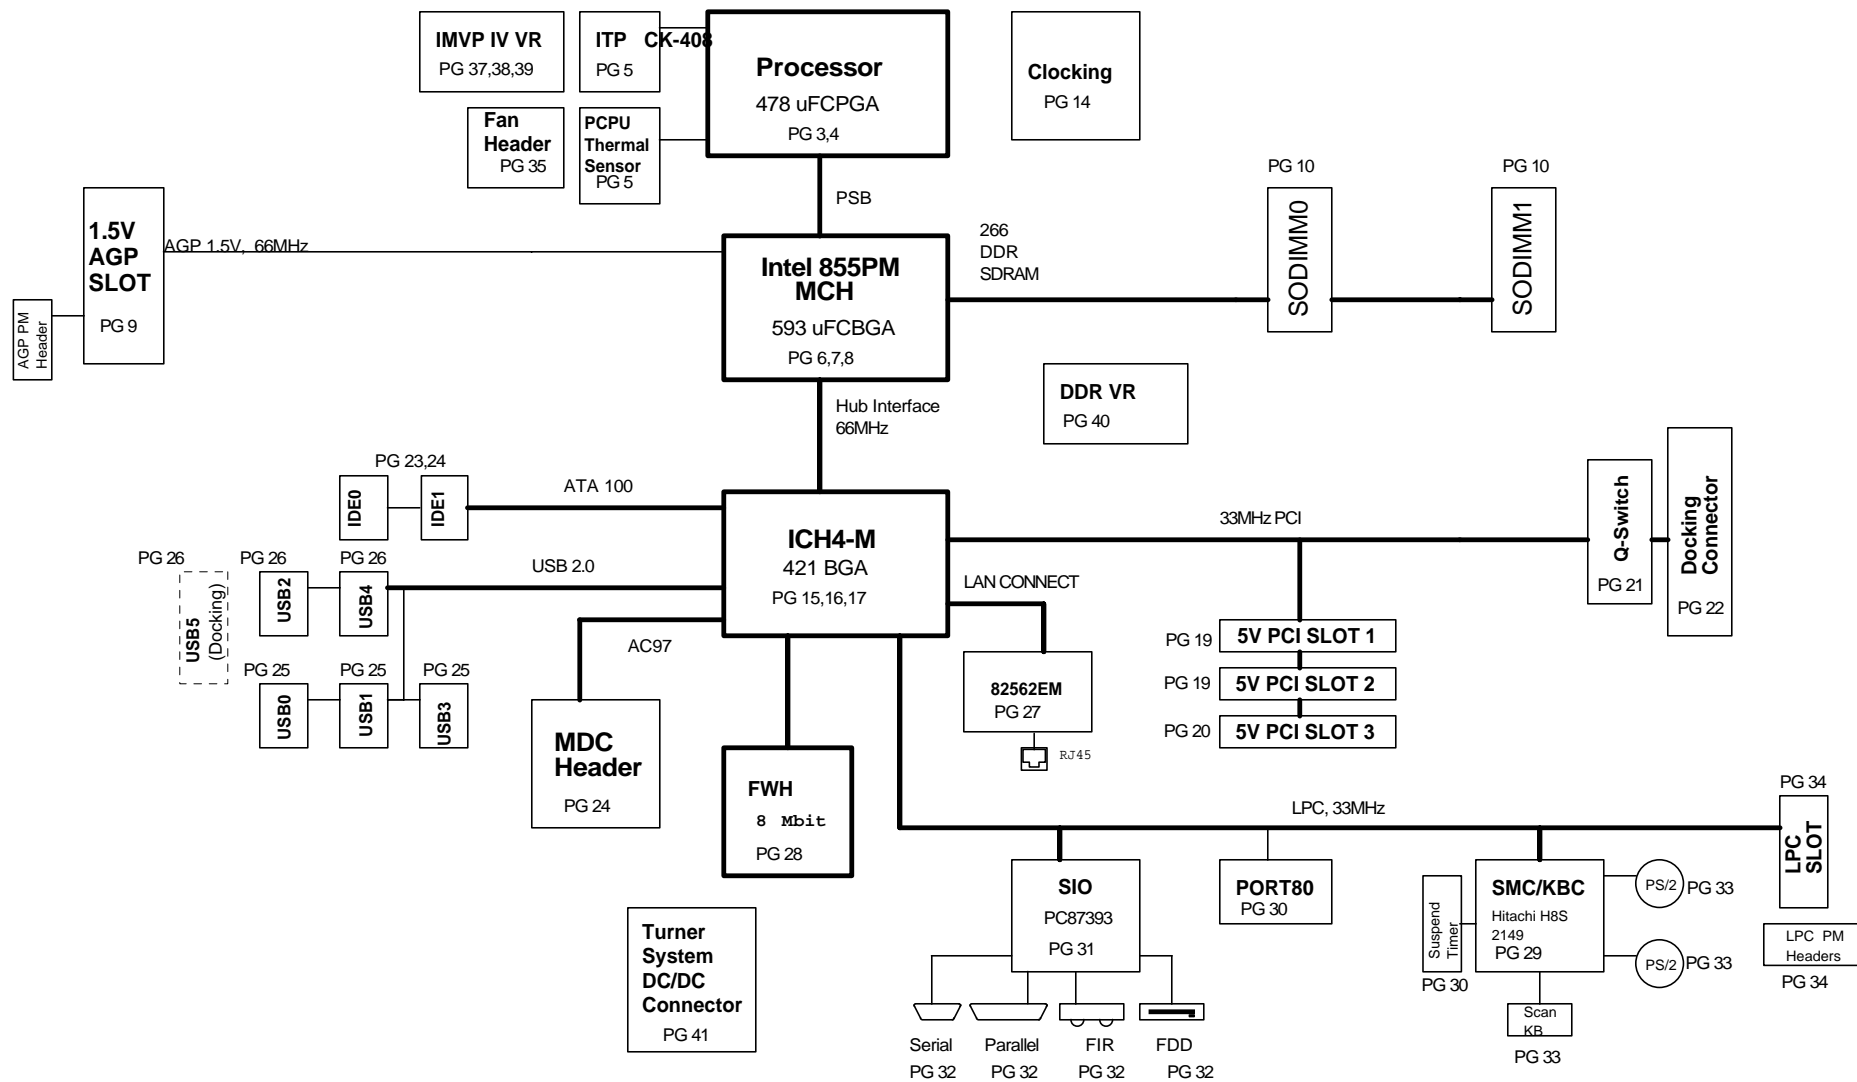 IMVP IV VR
PG 37,38,39
ITP
PG 5
CK-408
Processor
478 uFCPGA
PG 3,4
Clocking
PG 14
Fan
Header
PG 35
PCPU
Thermal
Sensor
PG 5
PSB
PG 10
SODIMM0
PG 10
SODIMM1
1.5V
AGP
SLOT
PG 9
AGP 1.5V, 66MHz
AGP PM
Header
Intel 855PM
MCH
593 uFCBGA
PG 6,7,8
266
DDR
SDRAM
DDR VR
PG 40
Hub Interface
66MHz
PG 23,24
IDE0
IDE1
ATA 100
ICH4-M
421 BGA
PG 15,16,17
33MHz PCI
Q-Switch
PG 21
Docking
Connector
PG 22
PG 26
USB5
(Docking)
PG 26
USB2
PG 26
USB4
USB 2.0
LAN CONNECT
AC97
PG 25
USB0
PG 25
USB1
PG 25
USB3
MDC
Header
PG 24
FWH
8 Mbit
PG 28
82562EM
PG 27
RJ45
PG 19
5V PCI SLOT 1
PG 19
5V PCI SLOT 2
PG 20
5V PCI SLOT 3
LPC, 33MHz
PG 34
LPC
SLOT
SIO
PC87393
PG 31
PORT80
PG 30
Suspend
Timer
PG 30
SMC/KBC
Hitachi H8S
2149
PG 29
PS/2
PG 33
PS/2
PG 33
LPC PM
Headers
PG 34
Scan
KB
PG 33
Turner
System
DC/DC
Connector
PG 41
Serial
PG 32
Parallel
PG 32
FIR
PG 32
FDD
PG 32